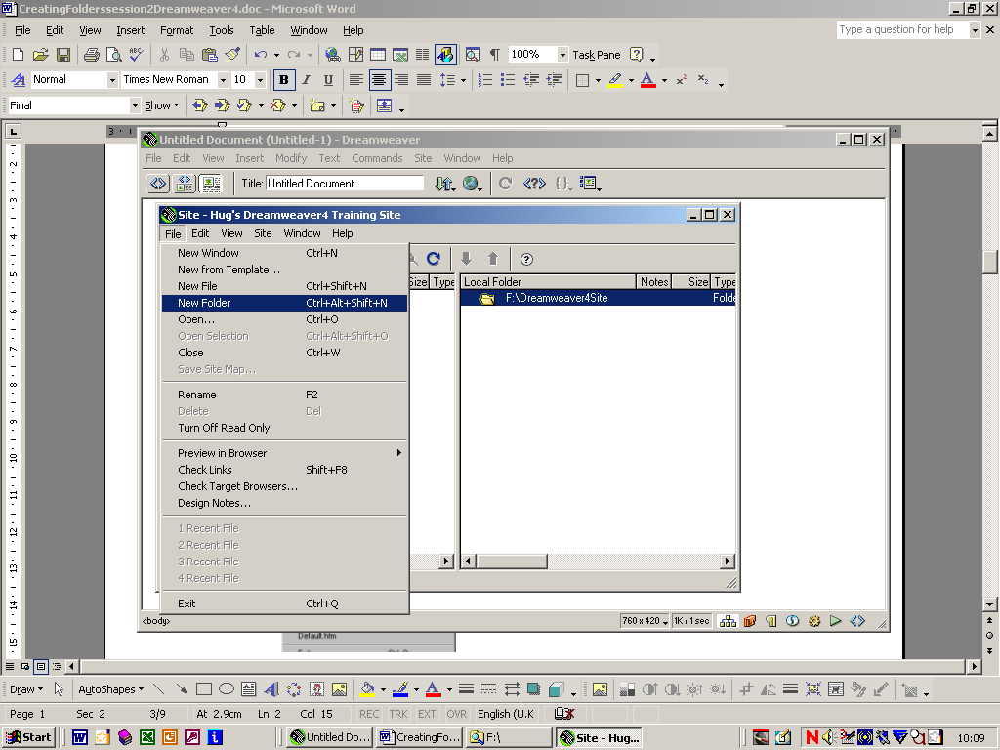 CreatingFolderssession2Dreamweaver4.doc - Microsoft Word
File Edit View Insert Format Tools Table Window Help
Type a question for help
100% Task Pane
Normal Times New Roman 10 B I U
Final Show
Untitled Document (Untitled-1) - Dreamweaver
File Edit View Insert Modify Text Commands Site Window Help
Title: Untitled Document
Site - Hug's Dreamweaver4 Training Site
File Edit View Site Window Help
New Window Ctrl+N
New from Template...
New File Ctrl+Shift+N
New Folder Ctrl+Alt+Shift+N
Open... Ctrl+O
Open Selection Ctrl+Alt+Shift+O
Close Ctrl+W
Save Site Map...
Rename F2
Delete Del
Turn Off Read Only
Preview in Browser
Check Links Shift+F8
Check Target Browsers...
Design Notes...
1 Recent File
2 Recent File
3 Recent File
4 Recent File
Exit Ctrl+Q
Size Type
Local Folder Notes Size Type
F:\Dreamweaver4Site Folde
<body>
760 x 420 1K / 1 sec
Default.htm
Draw AutoShapes
Page 1 Sec 2 3/9 At 2.9cm Ln 2 Col 15 REC TRK EXT OVR English (U.K
Start Untitled Do... CreatingFo... F:\ Site - Hug... 10:09